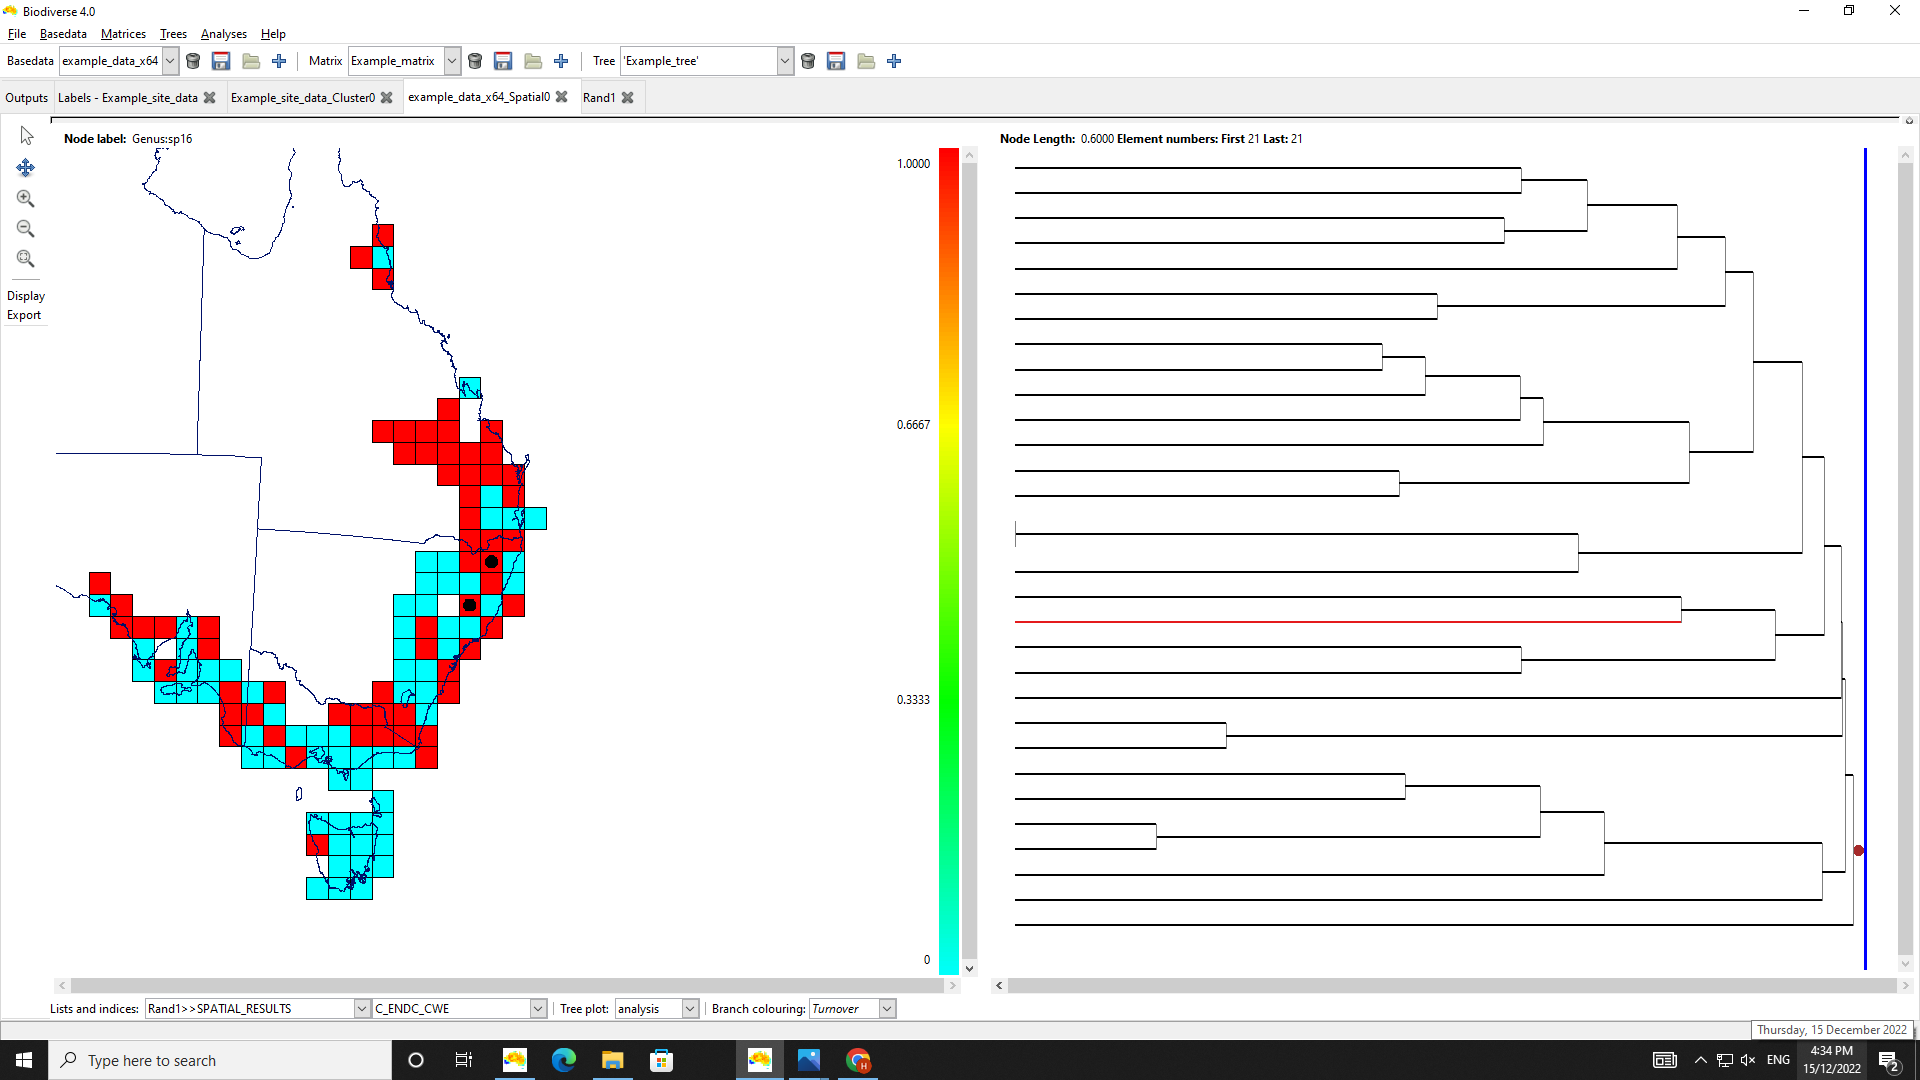 Biodiverse 4.0
File Basedata Matrices Trees Analyses Help
Basedata example_data_x64 Matrix Example_matrix Tree 'Example_tree'
Outputs Labels - Example_site_data Example_site_data_Cluster0 example_data_x64_Spatial0 Rand1
Node label: Genus:sp16
Node Length: 0.6000 Element numbers: First 21 Last: 21
1.0000
Display
Export
0.6667
0.3333
0
Lists and indices: Rand1>>SPATIAL_RESULTS C_ENDC_CWE Tree plot: analysis Branch colouring: Turnover
Thursday, 15 December 2022
Type here to search
H
ENG
4:34 PM
15/12/2022
2